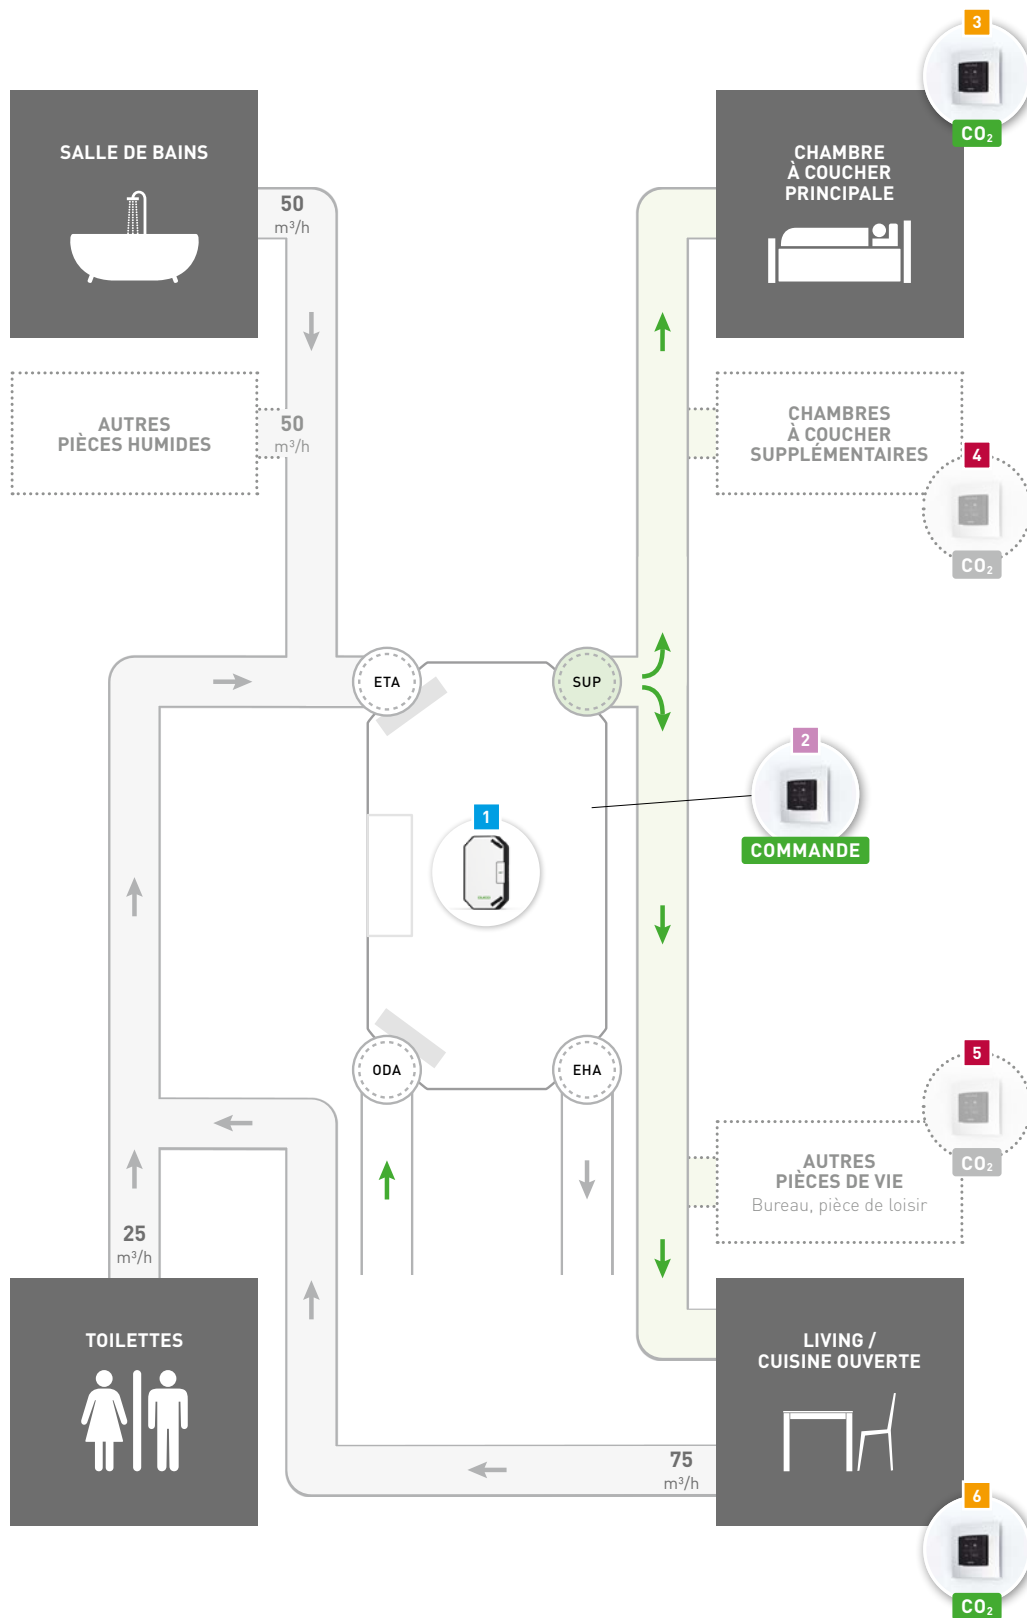 3
CO₂
SALLE DE BAINS
50
m³/h
CHAMBRE
À COUCHER
PRINCIPALE
AUTRES
PIÈCES HUMIDES
50
m³/h
CHAMBRES
À COUCHER
SUPPLÉMENTAIRES
4
CO₂
ETA
SUP
2
COMMANDE
1
ODA
EHA
5
CO₂
AUTRES
PIÈCES DE VIE
Bureau, pièce de loisir
25
m³/h
TOILETTES
LIVING /
CUISINE OUVERTE
75
m³/h
6
CO₂